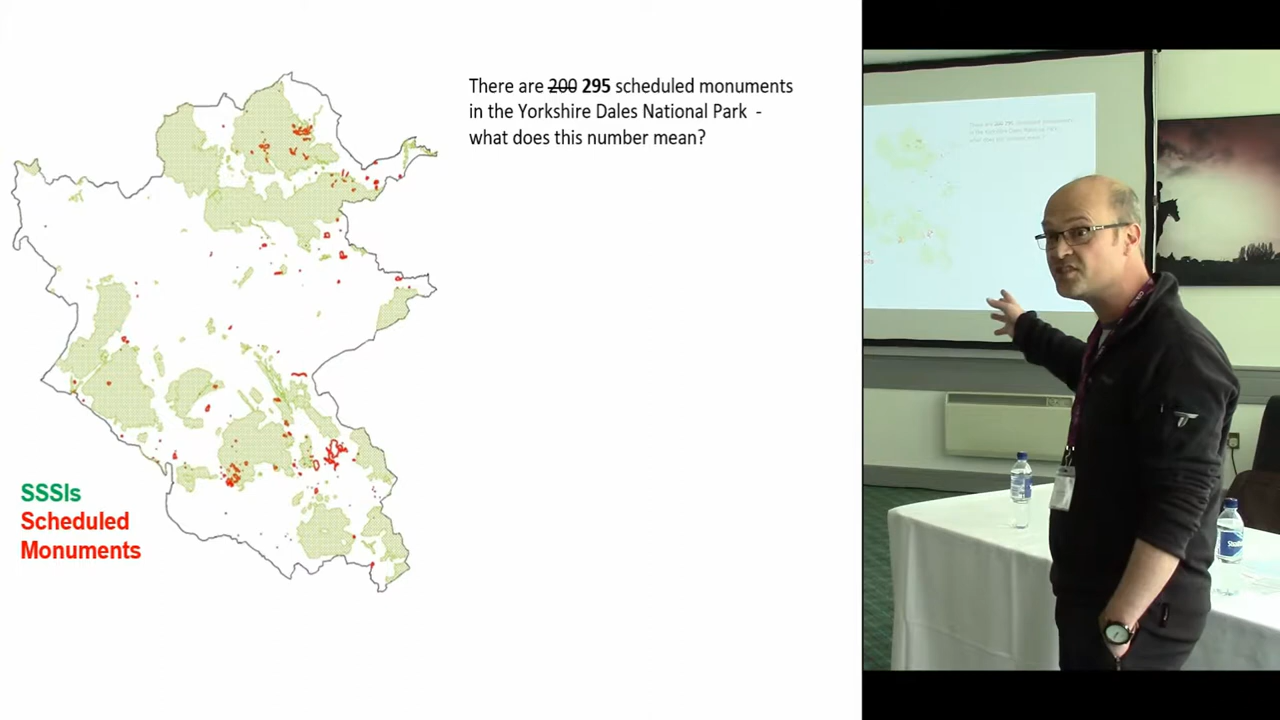 There are 200 295 scheduled monuments
in the Yorkshire Dales National Park -
what does this number mean?
SSSIs
Scheduled
Monuments